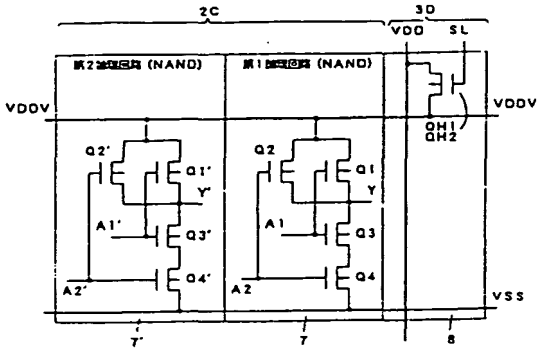 2C 3D
VDD SL
第2論理回路 (NAND) 第1論理回路 (NAND)
VDDV VDDV
QH1
QH2
Q2' Q1' Q2 Q1
Y' Y
A1' Q3' A1 Q3
A2' Q4' A2 Q4
VSS
7' 7 8